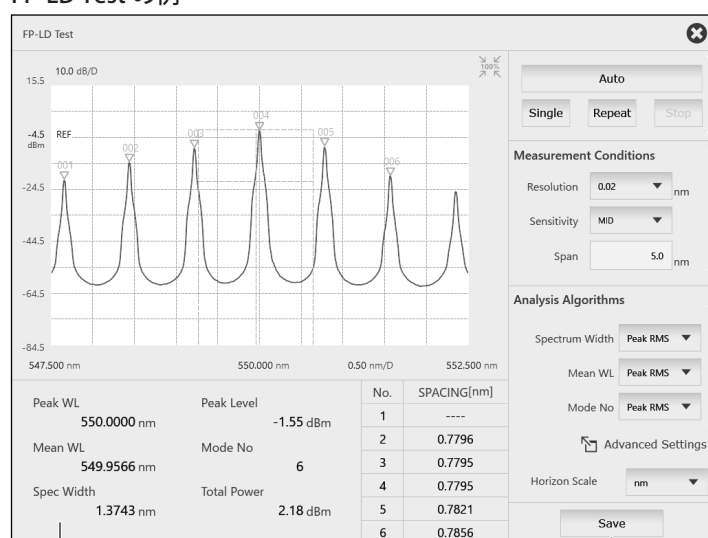 FP-LD Test の例
FP-LD Test
10.0 dB/D
100%
15.5
-4.5 REF
dBm
-24.5
-44.5
-64.5
-84.5
001
002
003
004
005
006
547.500 nm 550.000 nm 0.50 nm/D 552.500 nm
Peak WL
550.0000 nm
Peak Level
-1.55 dBm
Mean WL
549.9566 nm
Mode No
6
Spec Width
1.3743 nm
Total Power
2.18 dBm
No. SPACING[nm]
1 ----
2 0.7796
3 0.7795
4 0.7795
5 0.7821
6 0.7856
Auto
Single Repeat Stop
Measurement Conditions
Resolution 0.02 nm
Sensitivity MID
Span 5.0 nm
Analysis Algorithms
Spectrum Width Peak RMS
Mean WL Peak RMS
Mode No Peak RMS
Advanced Settings
Horizon Scale nm
Save